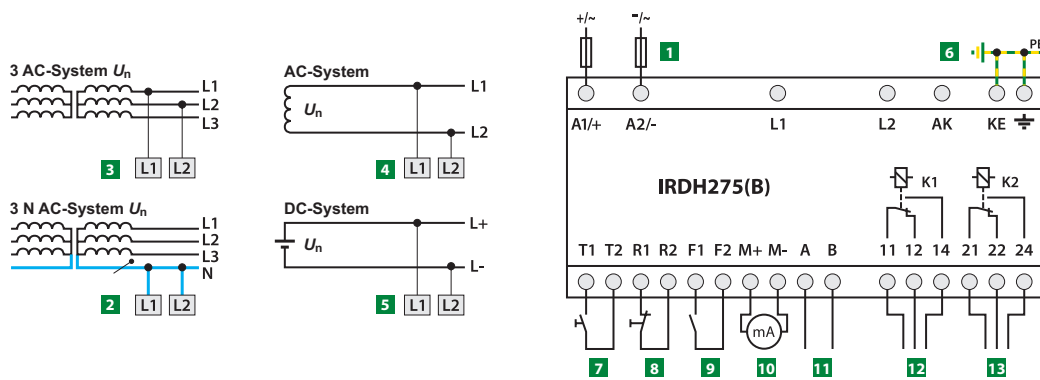 3 AC-System Un
L1
L2
L3
3 L1 L2
3 N AC-System Un
L1
L2
L3
N
2 L1 L2
AC-System
L1
Un
L2
4 L1 L2
DC-System
L+
Un
L-
5 L1 L2
+/~ -/~
1 6 PE
A1/+ A2/- L1 L2 AK KE
IRDH275(B)
K1 K2
T1 T2 R1 R2 F1 F2 M+ M- A B 11 12 14 21 22 24
mA
7 8 9 10 11 12 13